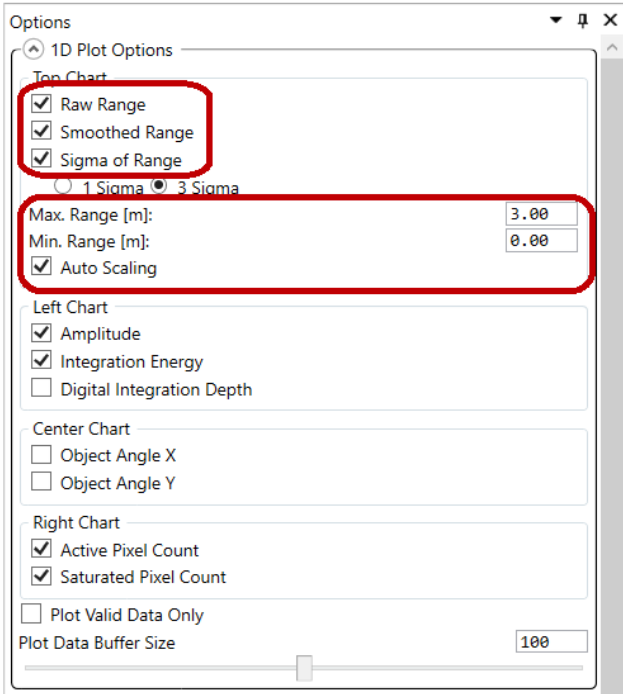 Options
1D Plot Options
Top Chart
Raw Range
Smoothed Range
Sigma of Range
1 Sigma 3 Sigma
Max. Range [m]: 3.00
Min. Range [m]: 0.00
Auto Scaling
Left Chart
Amplitude
Integration Energy
Digital Integration Depth
Center Chart
Object Angle X
Object Angle Y
Right Chart
Active Pixel Count
Saturated Pixel Count
Plot Valid Data Only
Plot Data Buffer Size 100